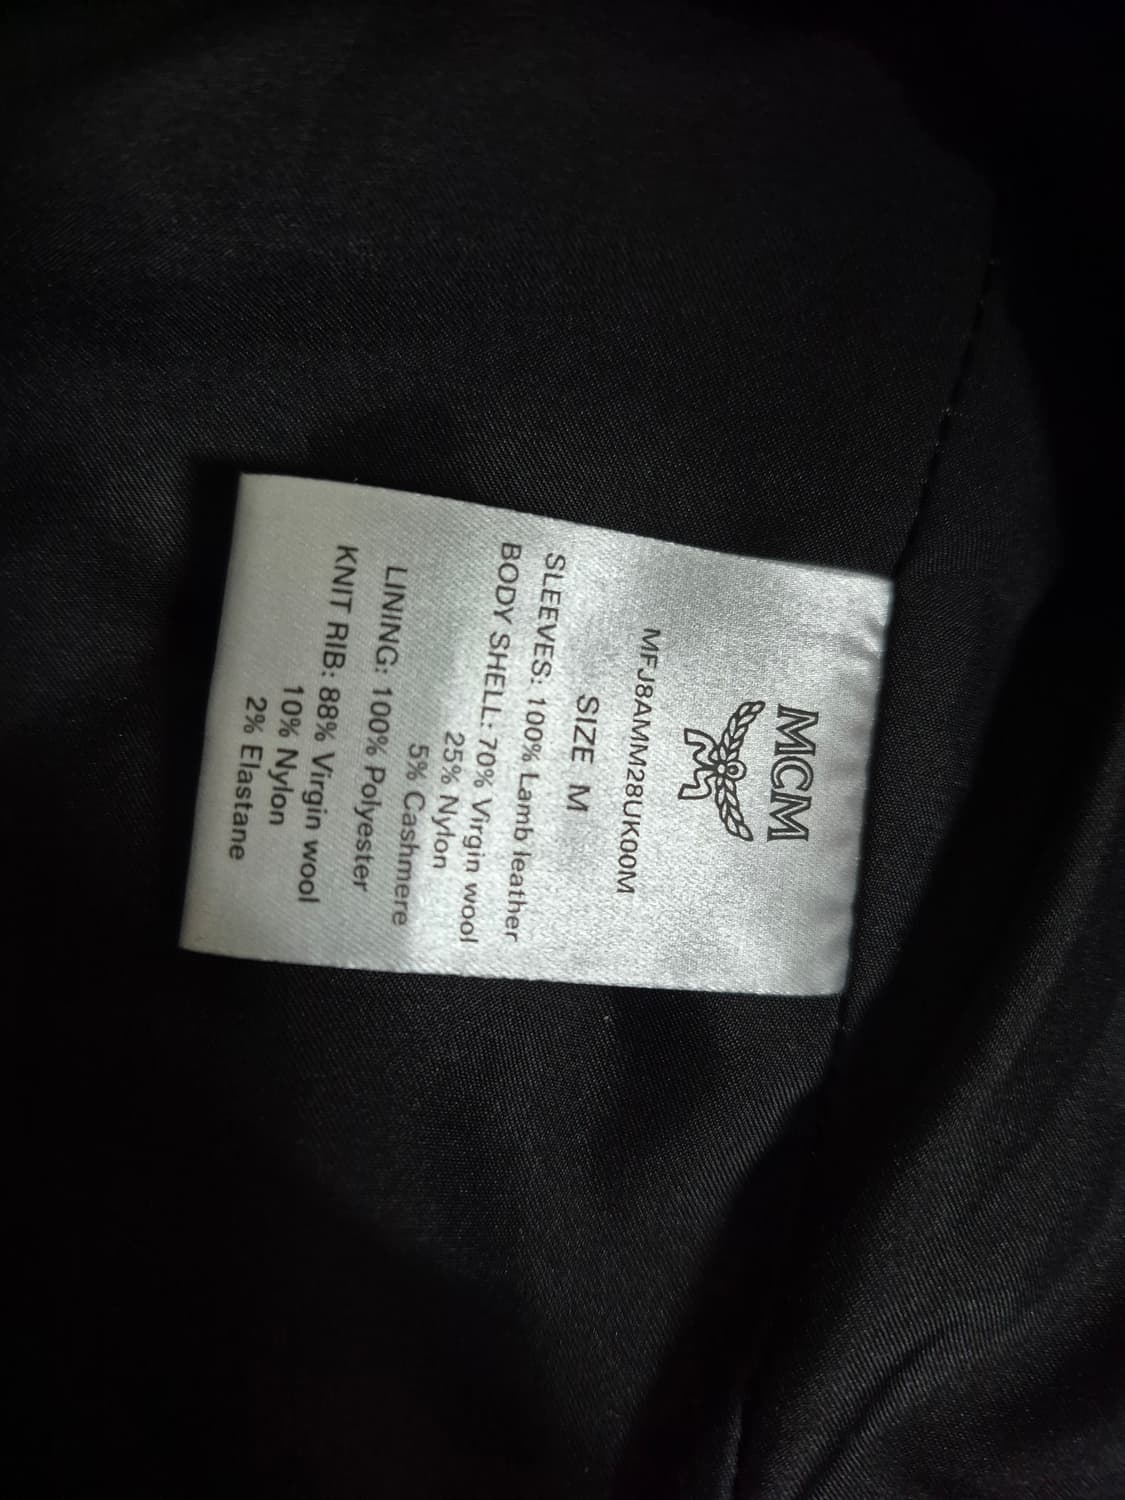 MCM
MFJ8AMM28UK00M
SIZE M
SLEEVES: 100% Lamb leather
BODY SHELL: 70% Virgin wool
25% Nylon
5% Cashmere
LINING: 100% Polyester
KNIT RIB: 88% Virgin wool
10% Nylon
2% Elastane